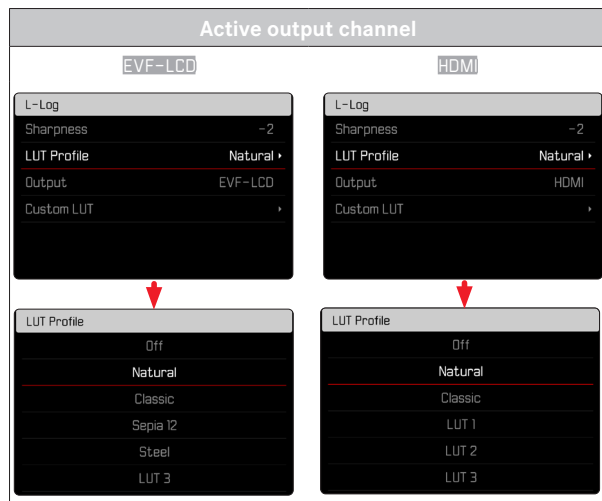 Active output channel
EVF-LCD
L-Log
Sharpness -2
LUT Profile Natural
Output EVF-LCD
Custom LUT
LUT Profile
Off
Natural
Classic
Sepia 12
Steel
LUT 3
HDMI
L-Log
Sharpness -2
LUT Profile Natural
Output HDMI
Custom LUT
LUT Profile
Off
Natural
Classic
LUT 1
LUT 2
LUT 3